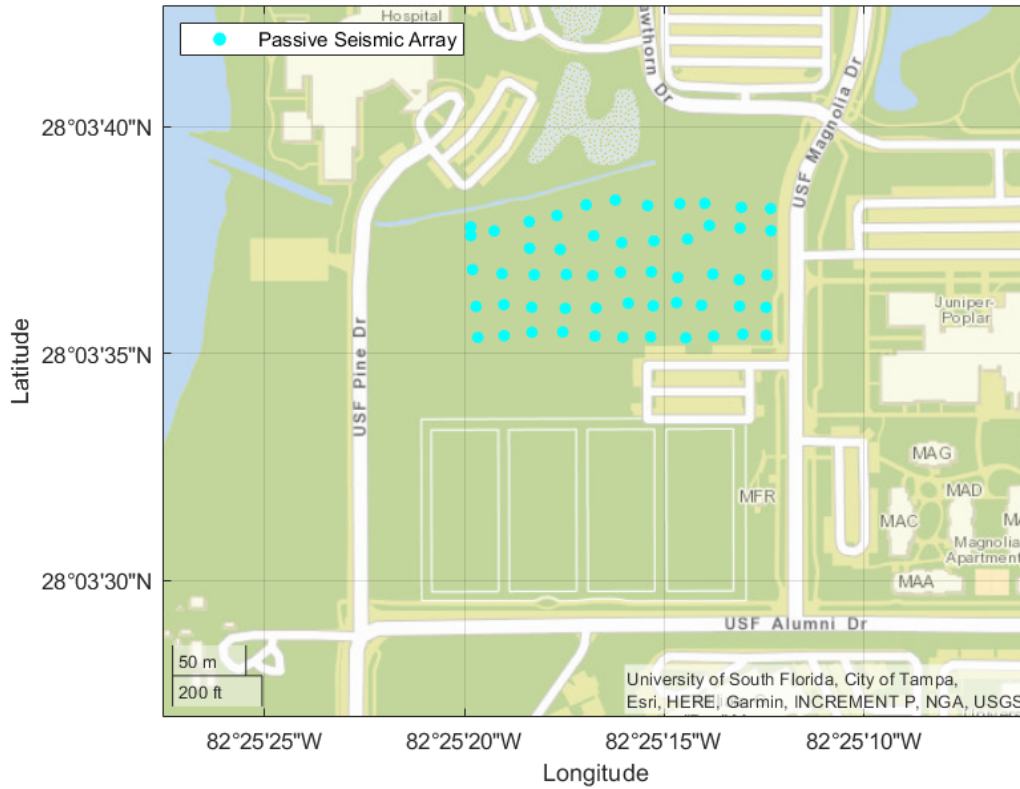 Hospital
Passive Seismic Array
awthorn Dr
USF Magnolia Dr
28°03'40"N
Juniper-
Poplar
Latitude
28°03'35"N
USF Pine Dr
MAG
MFR
MAD
MAC
MA
Magnolia
Apartment
28°03'30"N
MAA
USF Alumni Dr
50 m
200 ft
University of South Florida, City of Tampa,
Esri, HERE, Garmin, INCREMENT P, NGA, USGS
82°25'25"W
82°25'20"W
82°25'15"W
82°25'10"W
Longitude